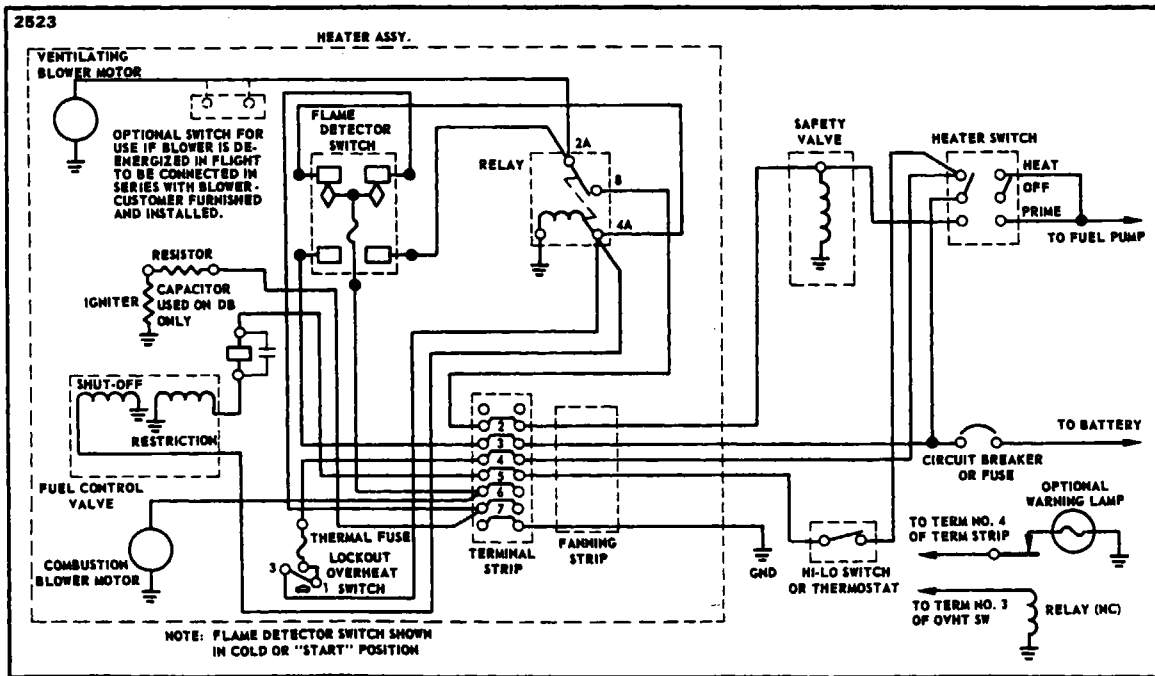 2523
HEATER ASSY.
VENTILATING
BLOWER MOTOR
OPTIONAL SWITCH FOR
USE IF BLOWER IS DE-
ENERGIZED IN FLIGHT
TO BE CONNECTED IN
SERIES WITH BLOWER-
CUSTOMER FURNISHED
AND INSTALLED.
FLAME
DETECTOR
SWITCH
RELAY
2A
8
4A
SAFETY
VALVE
HEATER SWITCH
HEAT
OFF
PRIME
TO FUEL PUMP
RESISTOR
IGNITER
CAPACITOR
USED ON DB
ONLY
SHUT-OFF
RESTRICTION
FUEL CONTROL
VALVE
COMBUSTION
BLOWER MOTOR
THERMAL FUSE
LOCKOUT
OVERHEAT
SWITCH
3
1
2
3
4
5
6
7
TERMINAL
STRIP
FANNING
STRIP
GND
TO BATTERY
CIRCUIT BREAKER
OR FUSE
OPTIONAL
WARNING LAMP
TO TERM NO. 4
OF TERM STRIP
HI-LO SWITCH
OR THERMOSTAT
TO TERM NO. 3
OF OVHT SW
RELAY (NC)
NOTE: FLAME DETECTOR SWITCH SHOWN
IN COLD OR "START" POSITION